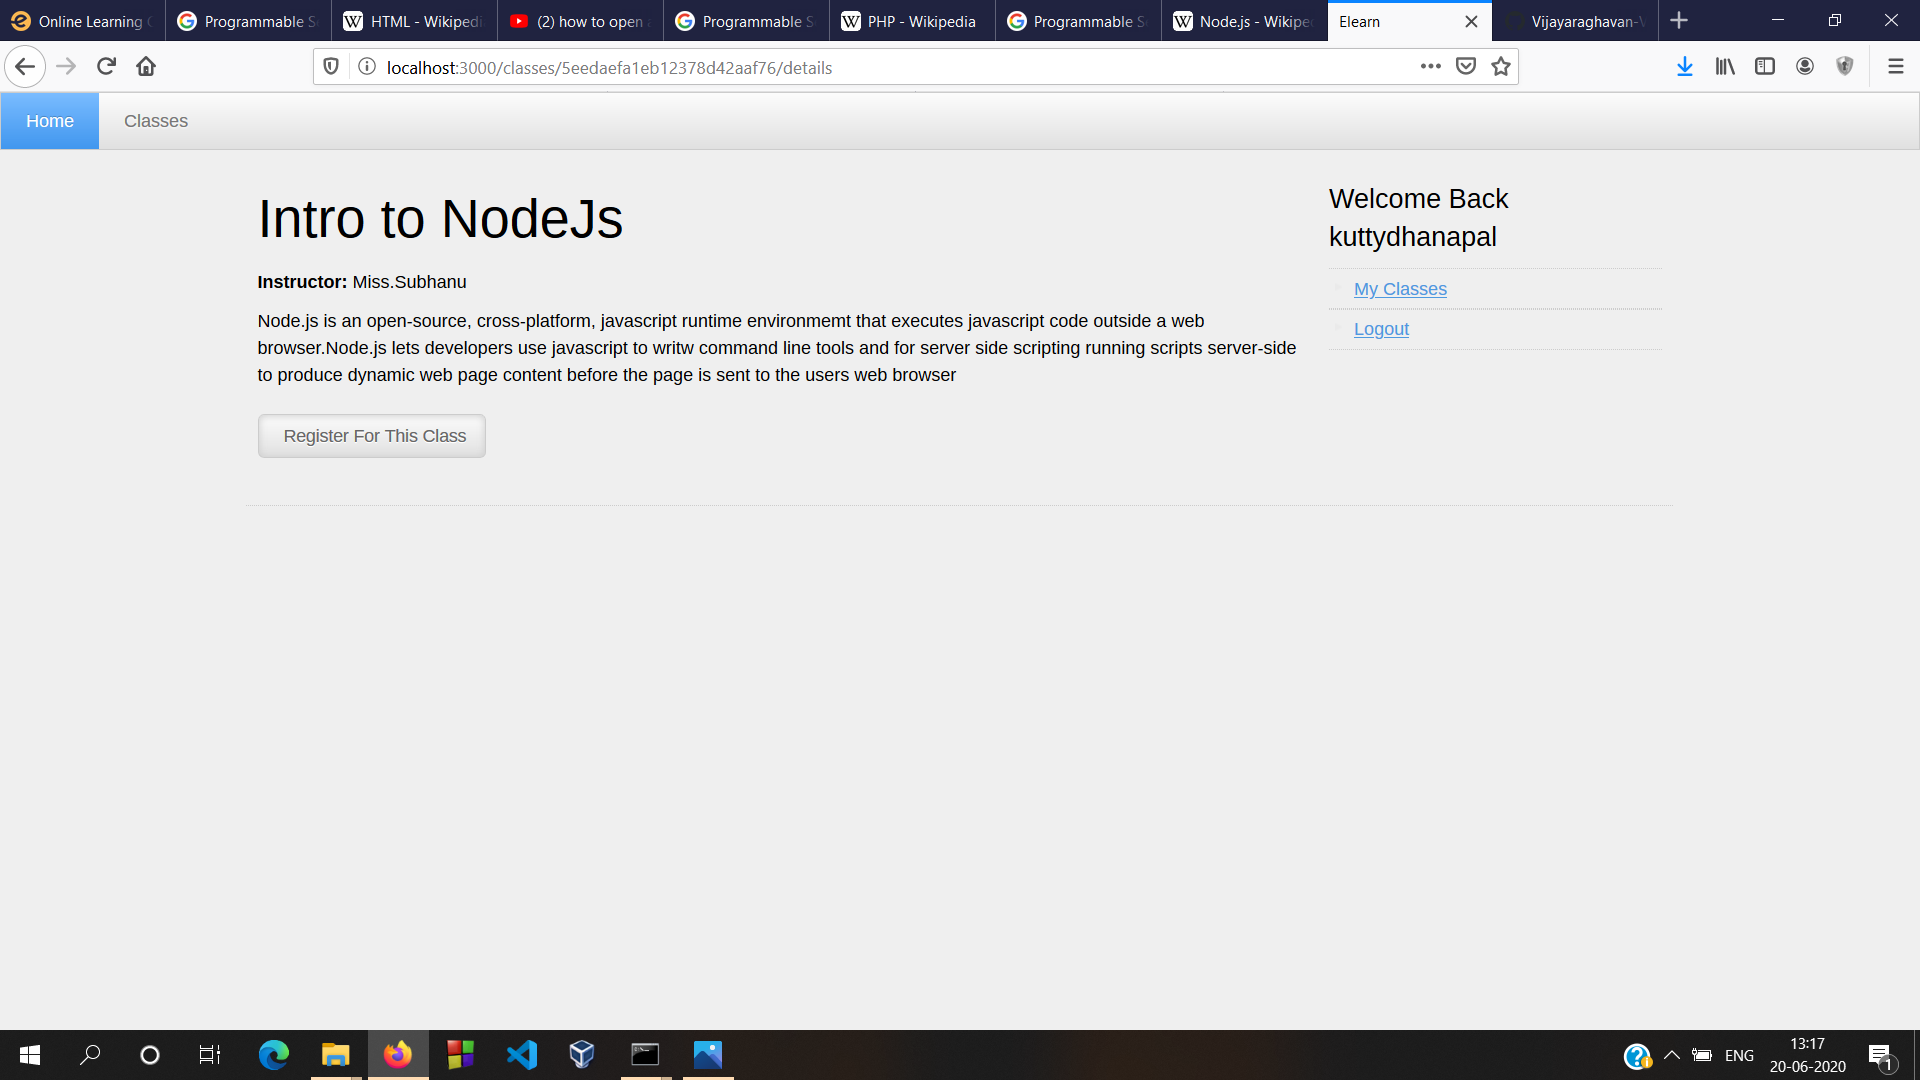 Online Learning
Programmable S
HTML - Wikipedi
(2) how to open
Programmable S
PHP - Wikipedia
Programmable S
Node.js - Wikipe
Elearn
Vijayaraghavan-V
localhost:3000/classes/5eedaefa1eb12378d42aaf76/details
Home
Classes
Intro to NodeJs
Instructor: Miss.Subhanu
Node.js is an open-source, cross-platform, javascript runtime environmemt that executes javascript code outside a web
browser.Node.js lets developers use javascript to writw command line tools and for server side scripting running scripts server-side
to produce dynamic web page content before the page is sent to the users web browser
Register For This Class
Welcome Back
kuttydhanapal
My Classes
Logout
ENG
13:17
20-06-2020
1